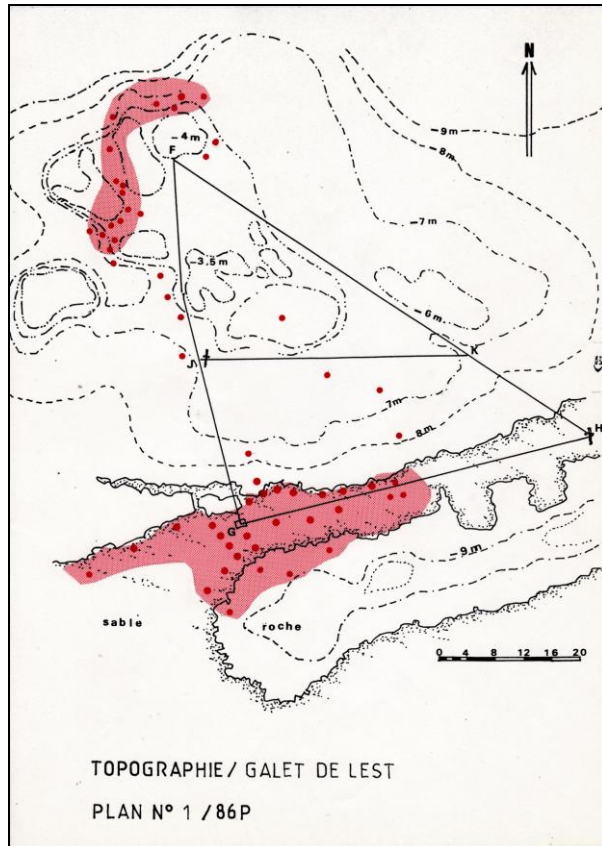 N
–9m
–8m
–4m
F
–7m
–3.5m
–6m
K
J
7m
H
8m
G
–9m
sable
roche
0 4 8 12 16 20
TOPOGRAPHIE/ GALET DE LEST
PLAN N° 1 /86P